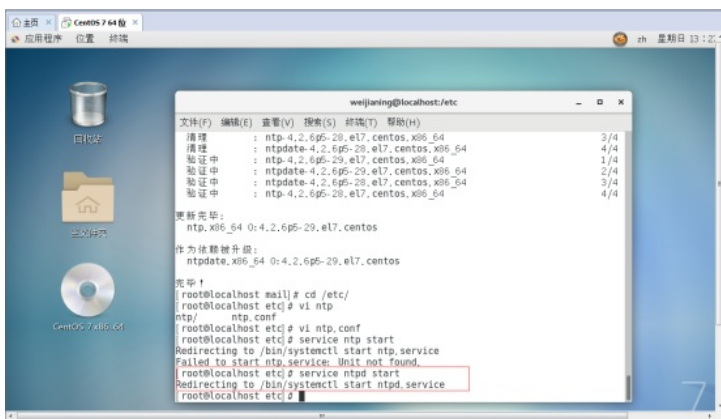 主页 × CentOS 7 64 位 ×
应用程序 位置 终端 zh 星期日 13:2
回收站
主文件夹
CentOS 7 x86_64
weijianing@localhost:/etc
文件(F) 编辑(E) 查看(V) 搜索(S) 终端(T) 帮助(H)
清理 : ntp-4.2.6p5-28.el7.centos.x86_64 3/4
清理 : ntpdate-4.2.6p5-28.el7.centos.x86_64 4/4
验证中 : ntp-4.2.6p5-29.el7.centos.x86_64 1/4
验证中 : ntpdate-4.2.6p5-29.el7.centos.x86_64 2/4
验证中 : ntpdate-4.2.6p5-28.el7.centos.x86_64 3/4
验证中 : ntp-4.2.6p5-28.el7.centos.x86_64 4/4
更新完毕:
ntp.x86_64 0:4.2.6p5-29.el7.centos
作为依赖被升级:
ntpdate.x86_64 0:4.2.6p5-29.el7.centos
完毕!
[root@localhost mail]# cd /etc/
[root@localhost etc]# vi ntp
ntp/ ntp.conf
[root@localhost etc]# vi ntp.conf
[root@localhost etc]# service ntp start
Redirecting to /bin/systemctl start ntp.service
Failed to start ntp.service: Unit not found.
[root@localhost etc]# service ntpd start
Redirecting to /bin/systemctl start ntpd.service
[root@localhost etc]#
7